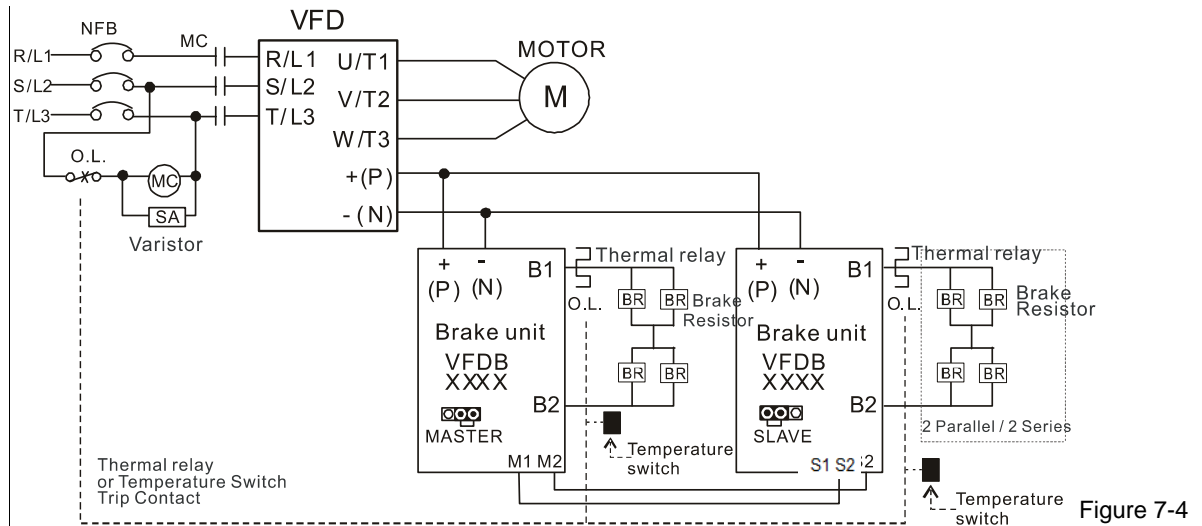 VFD
NFB
MC
MOTOR
R/L1
R/L1
U/T1
S/L2
S/L2
V/T2
M
T/L3
T/L3
W/T3
O.L.
MC
+(P)
SA
-(N)
Varistor
+
(P)
-
(N)
B1
Thermal relay
O.L.
BR
BR
Brake
Resistor
Brake unit
VFDB
XXXX
BR
BR
B2
MASTER
M1 M2
Temperature
switch
+
(P)
-
(N)
B1
Thermal relay
O.L.
BR
BR
Brake
Resistor
Brake unit
VFDB
XXXX
BR
BR
B2
2 Parallel / 2 Series
SLAVE
S1 S2
Temperature
switch
Thermal relay
or Temperature Switch
Trip Contact
Figure 7-4